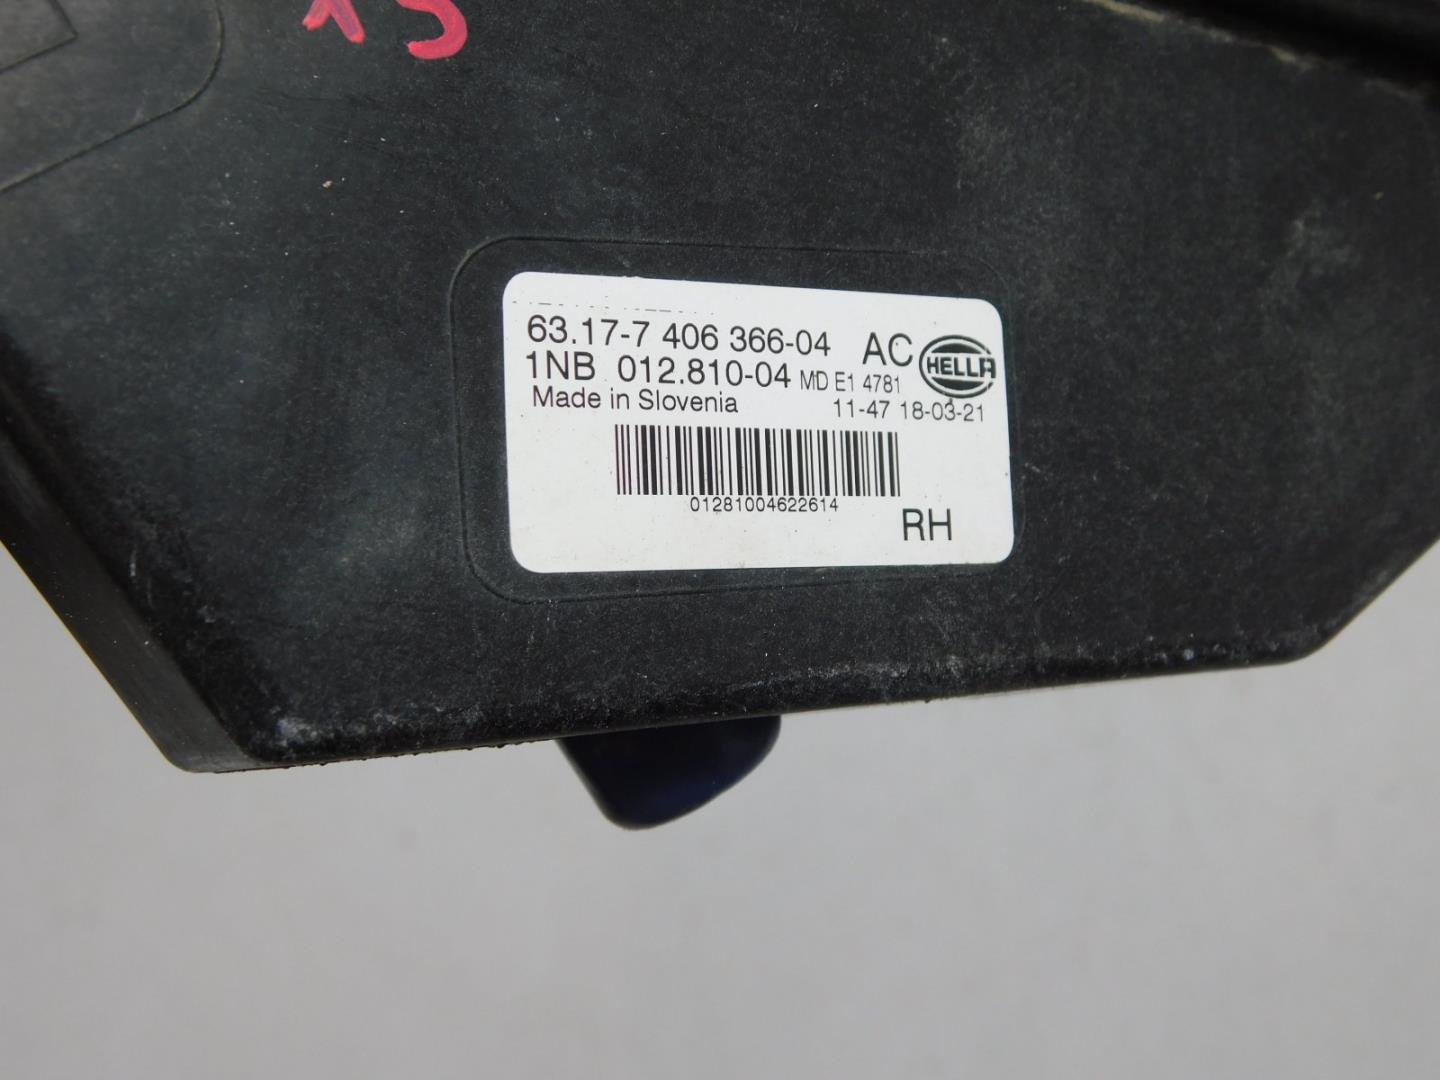 15
63.17-7 406 366-04 AC HELLA
1NB 012.810-04 MD E1 4781
Made in Slovenia 11-47 18-03-21
01281004622614
RH